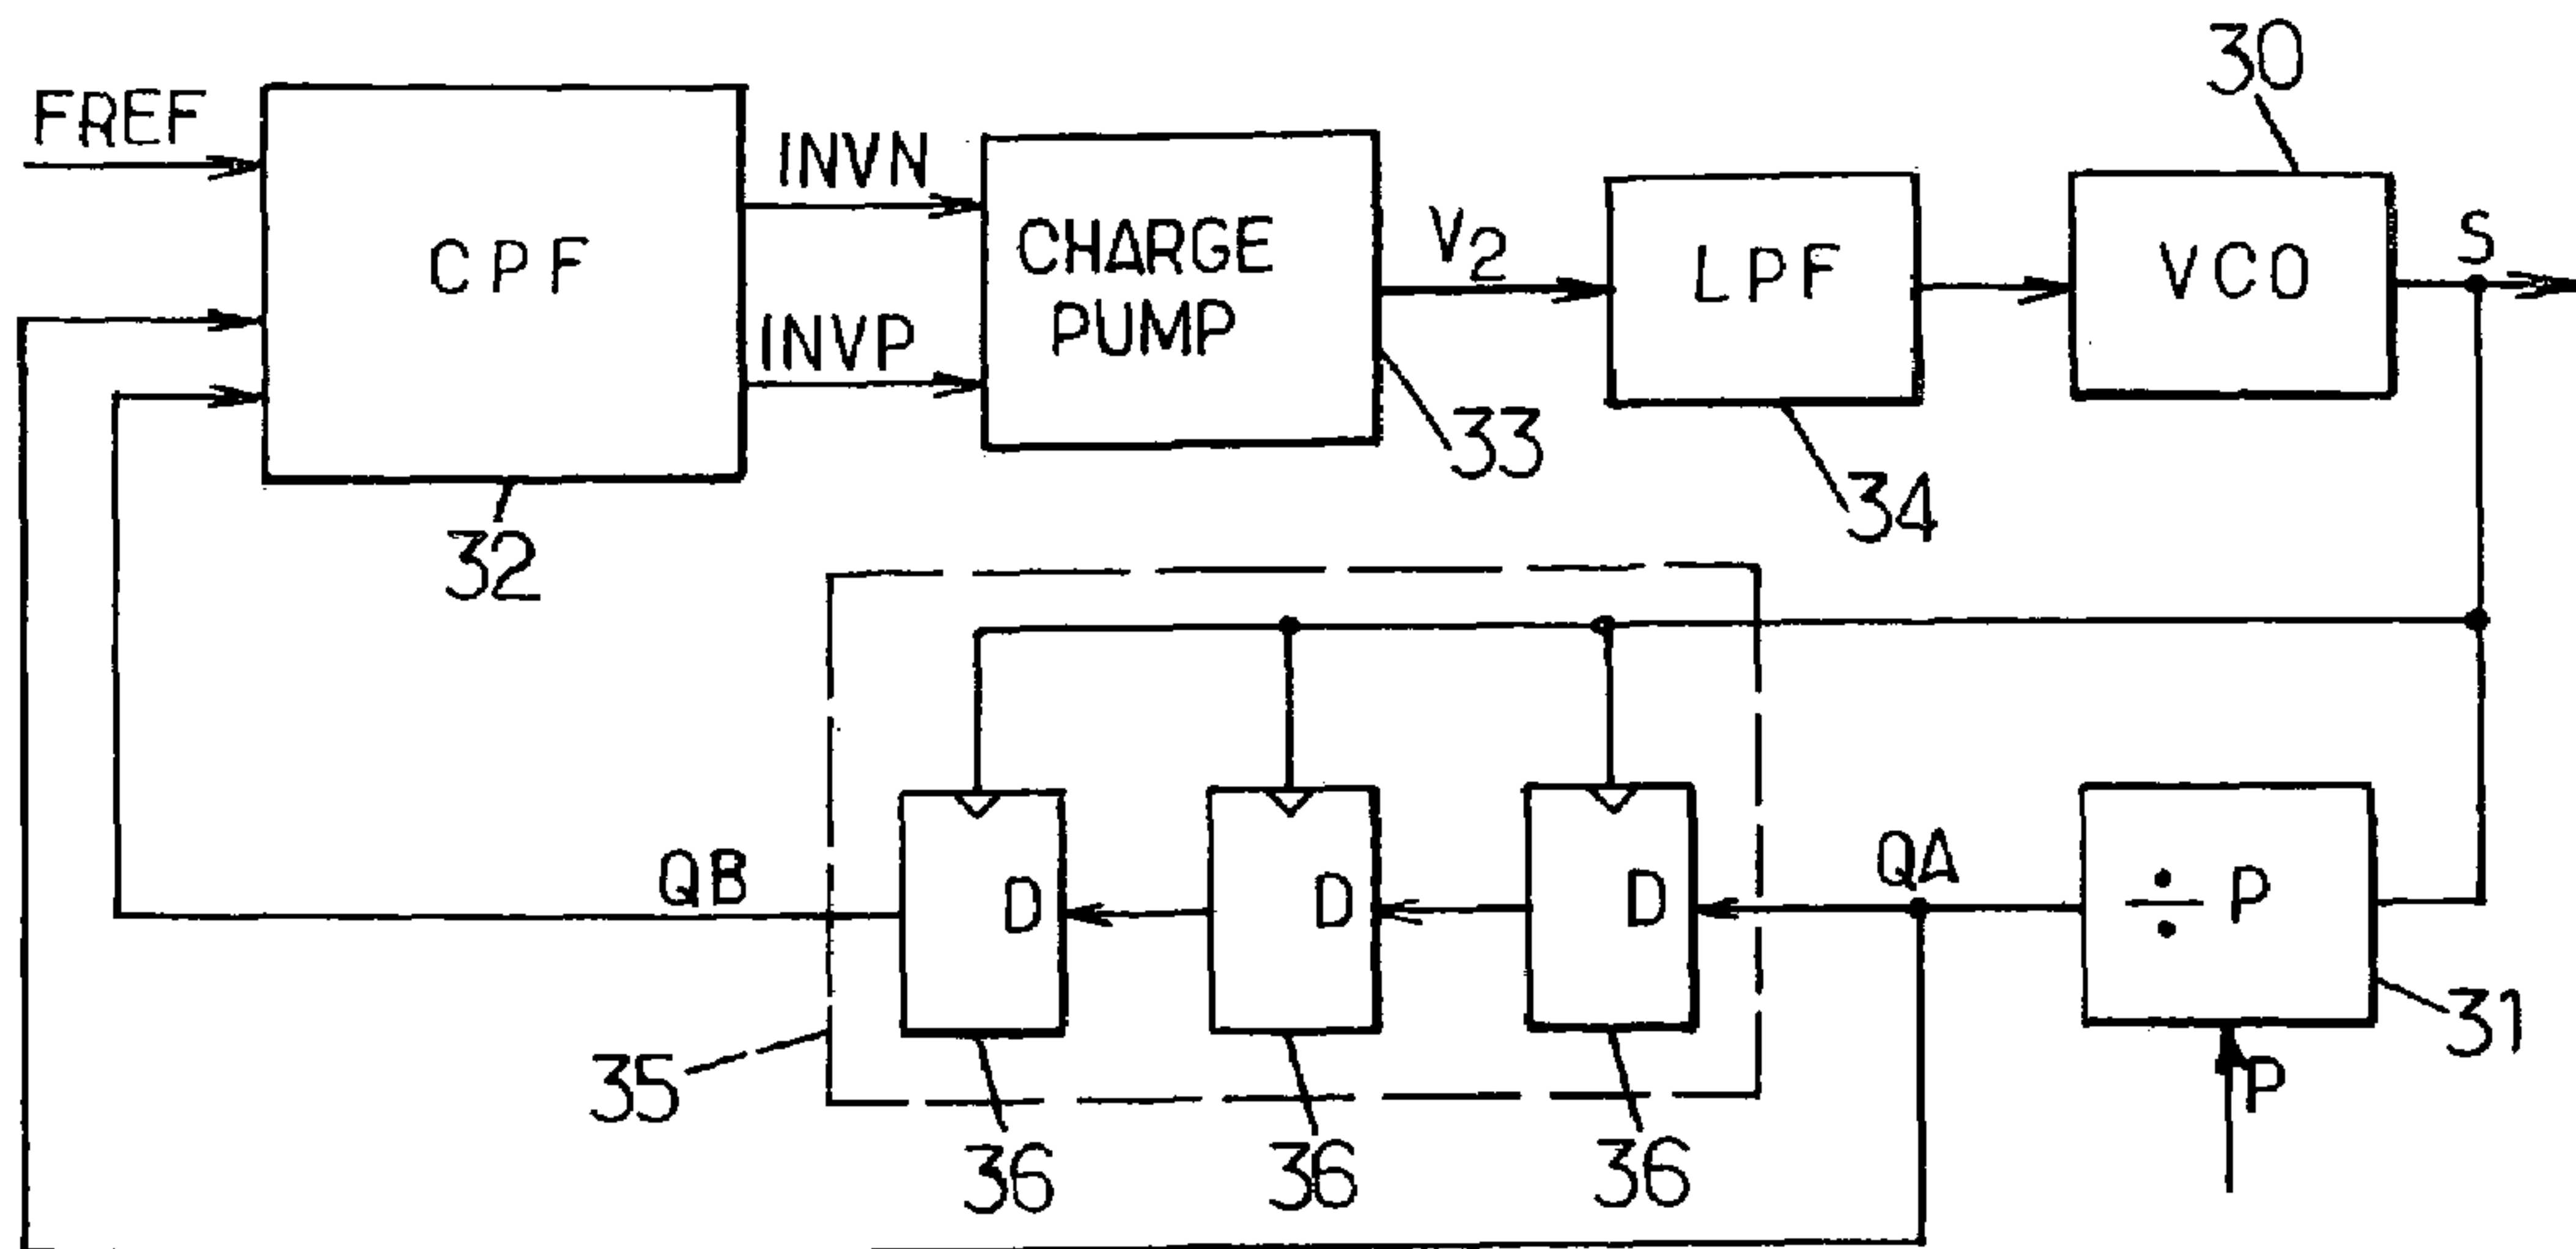 30
FREF
INVN
CPF
CHARGE
PUMP
V2
LPF
VCO
S
INVP
33
34
32
QB
D
D
D
QA
÷ P
31
35
P
36
36
36